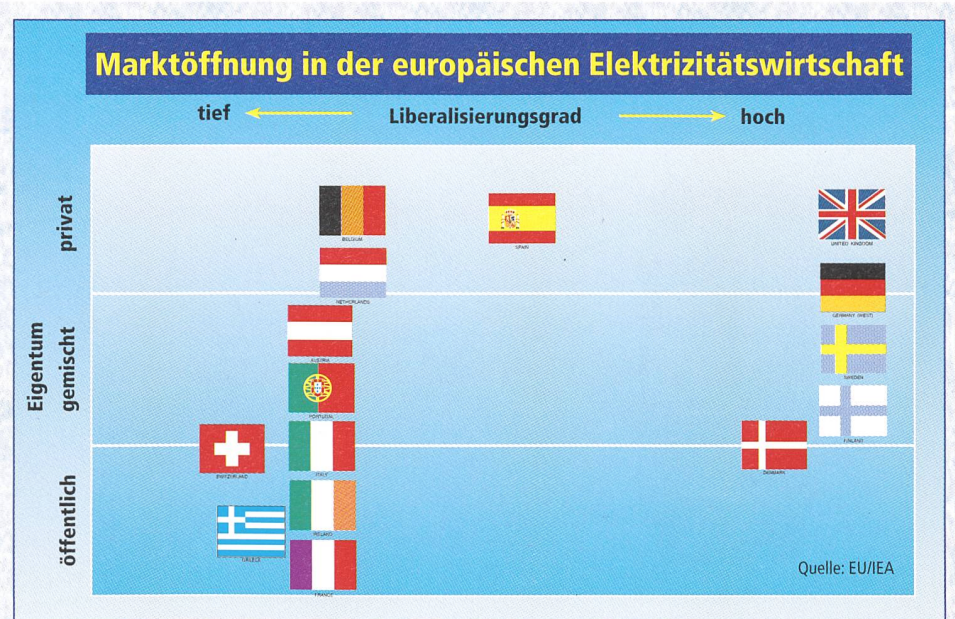 Marktöffnung in der europäischen Elektrizitätswirtschaft
tief Liberalisierungsgrad hoch
Eigentum
privat
gemischt
öffentlich
BELGIUM
SPAIN
UNITED KINGDOM
NETHERLANDS
GERMANY (WEST)
AUSTRIA
SWEDEN
PORTUGAL
FINLAND
SWITZERLAND
ITALY
DENMARK
IRELAND
FRANCE
Quelle: EU/IEA